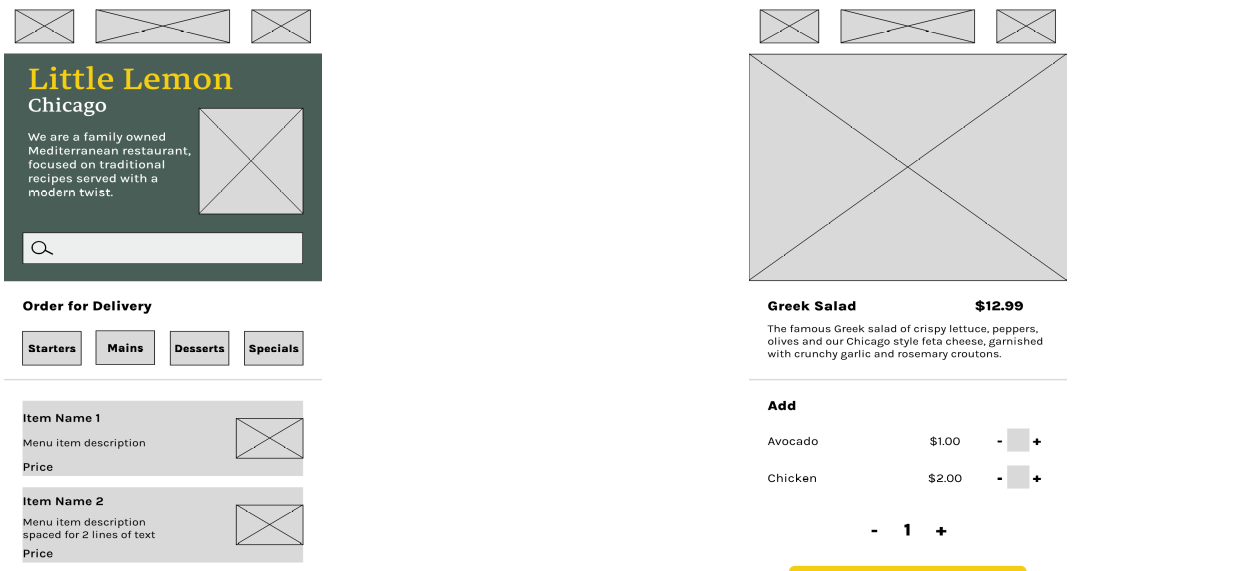 Little Lemon
Chicago
We are a family owned
Mediterranean restaurant,
focused on traditional
recipes served with a
modern twist.
Order for Delivery
Starters Mains Desserts Specials
Item Name 1
Menu item description
Price
Item Name 2
Menu item description
spaced for 2 lines of text
Price
Greek Salad $12.99
The famous Greek salad of crispy lettuce, peppers,
olives and our Chicago style feta cheese, garnished
with crunchy garlic and rosemary croutons.
Add
Avocado $1.00 - +
Chicken $2.00 - +
- 1 +